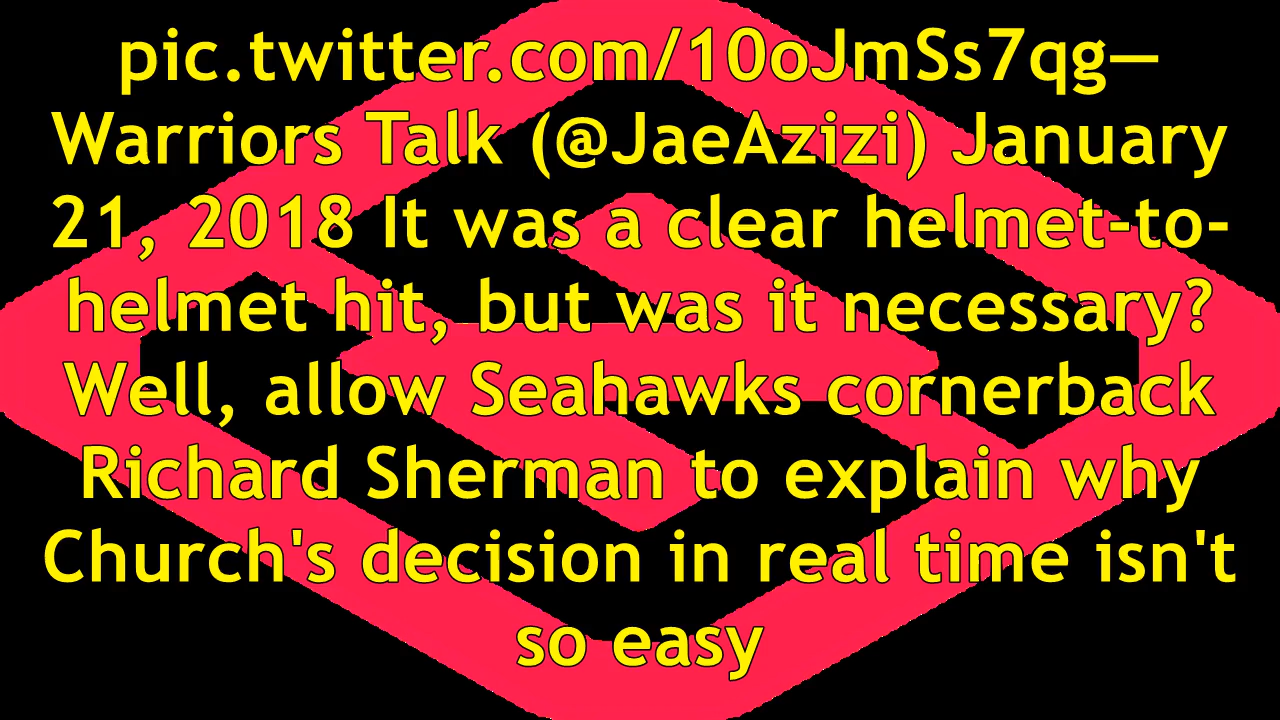 pic.twitter.com/10oJmSs7qg—
Warriors Talk (@JaeAzizi) January
21, 2018 It was a clear helmet-to-
helmet hit, but was it necessary?
Well, allow Seahawks cornerback
Richard Sherman to explain why
Church's decision in real time isn't
so easy